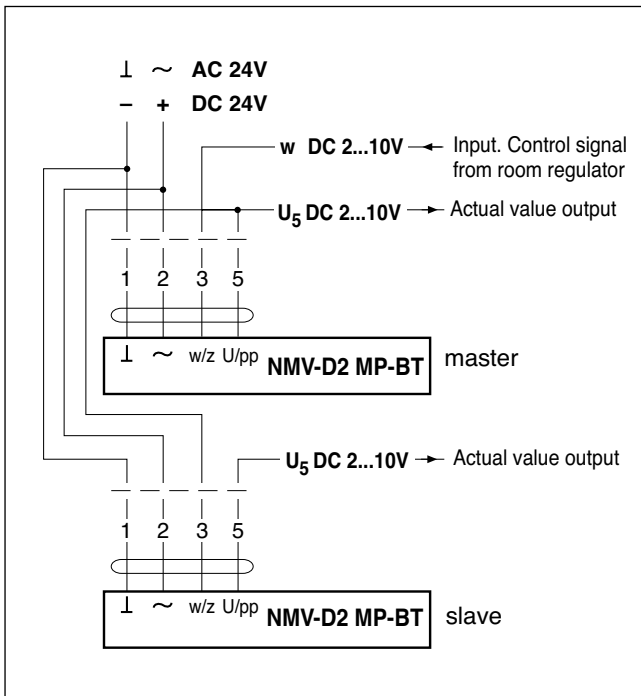 ⊥ ~ AC 24V
– + DC 24V
w DC 2...10V Input. Control signal
from room regulator
U5 DC 2...10V Actual value output
1 2 3 5
⊥ ~ w/z U/pp NMV-D2 MP-BT master
U5 DC 2...10V Actual value output
1 2 3 5
⊥ ~ w/z U/pp NMV-D2 MP-BT slave